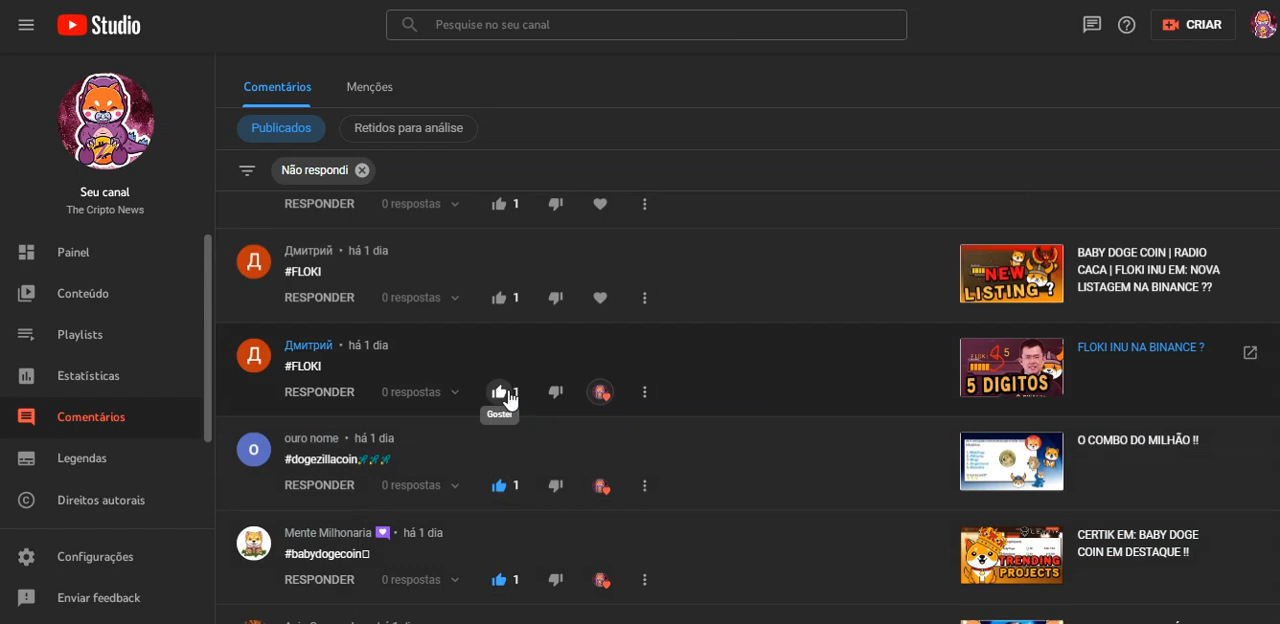 Studio
Pesquise no seu canal
CRIAR
Comentários
Menções
Publicados
Retidos para análise
Não respondi
Seu canal
The Cripto News
Painel
Conteúdo
Playlists
Estatísticas
Comentários
Legendas
Direitos autorais
Configurações
Enviar feedback
RESPONDER 0 respostas 1
Дмитрий • há 1 dia
#FLOKI
RESPONDER 0 respostas 1
NEW
LISTING ?
BABY DOGE COIN | RADIO
CACA | FLOKI INU EM: NOVA
LISTAGEM NA BINANCE ??
Дмитрий • há 1 dia
#FLOKI
RESPONDER 0 respostas 1
Gostei
5 DIGITOS
FLOKI INU NA BINANCE ?
ouro nome • há 1 dia
#dogezillacoin🚀🚀🚀
RESPONDER 0 respostas 1
O COMBO DO MILHÃO !!
Mente Milhonaria • há 1 dia
#babydogecoin
RESPONDER 0 respostas 1
TRENDING
PROJECTS
CERTIK EM: BABY DOGE
COIN EM DESTAQUE !!